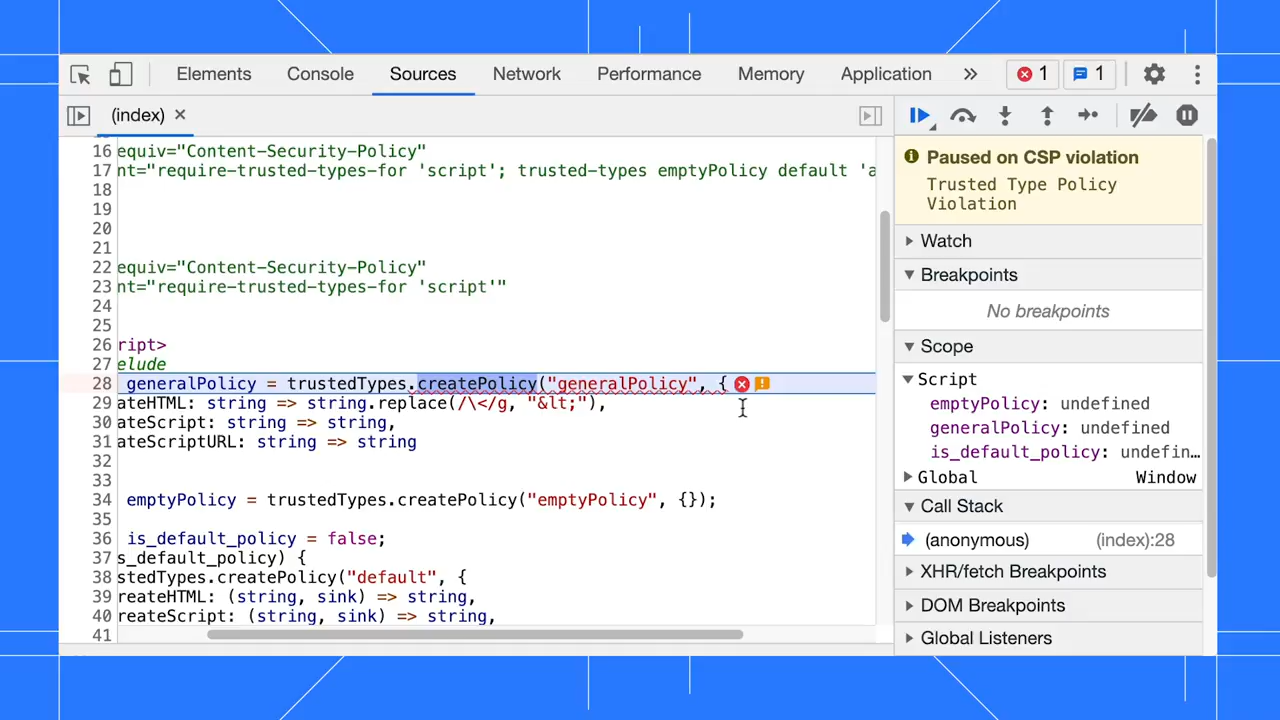 Elements Console Sources Network Performance Memory Application » 1 1
(index) ×
16 equiv="Content-Security-Policy"
17 nt="require-trusted-types-for 'script'; trusted-types emptyPolicy default 'a
18
19
20
21
22 equiv="Content-Security-Policy"
23 nt="require-trusted-types-for 'script'"
24
25
26 ript>
27 elude
28 generalPolicy = trustedTypes.createPolicy("generalPolicy", {
29 ateHTML: string => string.replace(/\</g, "&lt;"),
30 ateScript: string => string,
31 ateScriptURL: string => string
32
33
34 emptyPolicy = trustedTypes.createPolicy("emptyPolicy", {});
35
36 is_default_policy = false;
37 s_default_policy) {
38 stedTypes.createPolicy("default", {
39 reateHTML: (string, sink) => string,
40 reateScript: (string, sink) => string,
41
Paused on CSP violation
Trusted Type Policy
Violation
Watch
Breakpoints
No breakpoints
Scope
Script
emptyPolicy: undefined
generalPolicy: undefined
is_default_policy: undefin…
Global Window
Call Stack
(anonymous) (index):28
XHR/fetch Breakpoints
DOM Breakpoints
Global Listeners